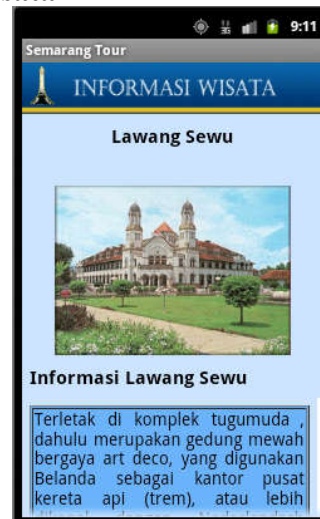 9:11
Semarang Tour
INFORMASI WISATA
Lawang Sewu
Informasi Lawang Sewu
Terletak di komplek tugumuda ,
dahulu merupakan gedung mewah
bergaya art deco, yang digunakan
Belanda sebagai kantor pusat
kereta api (trem), atau lebih